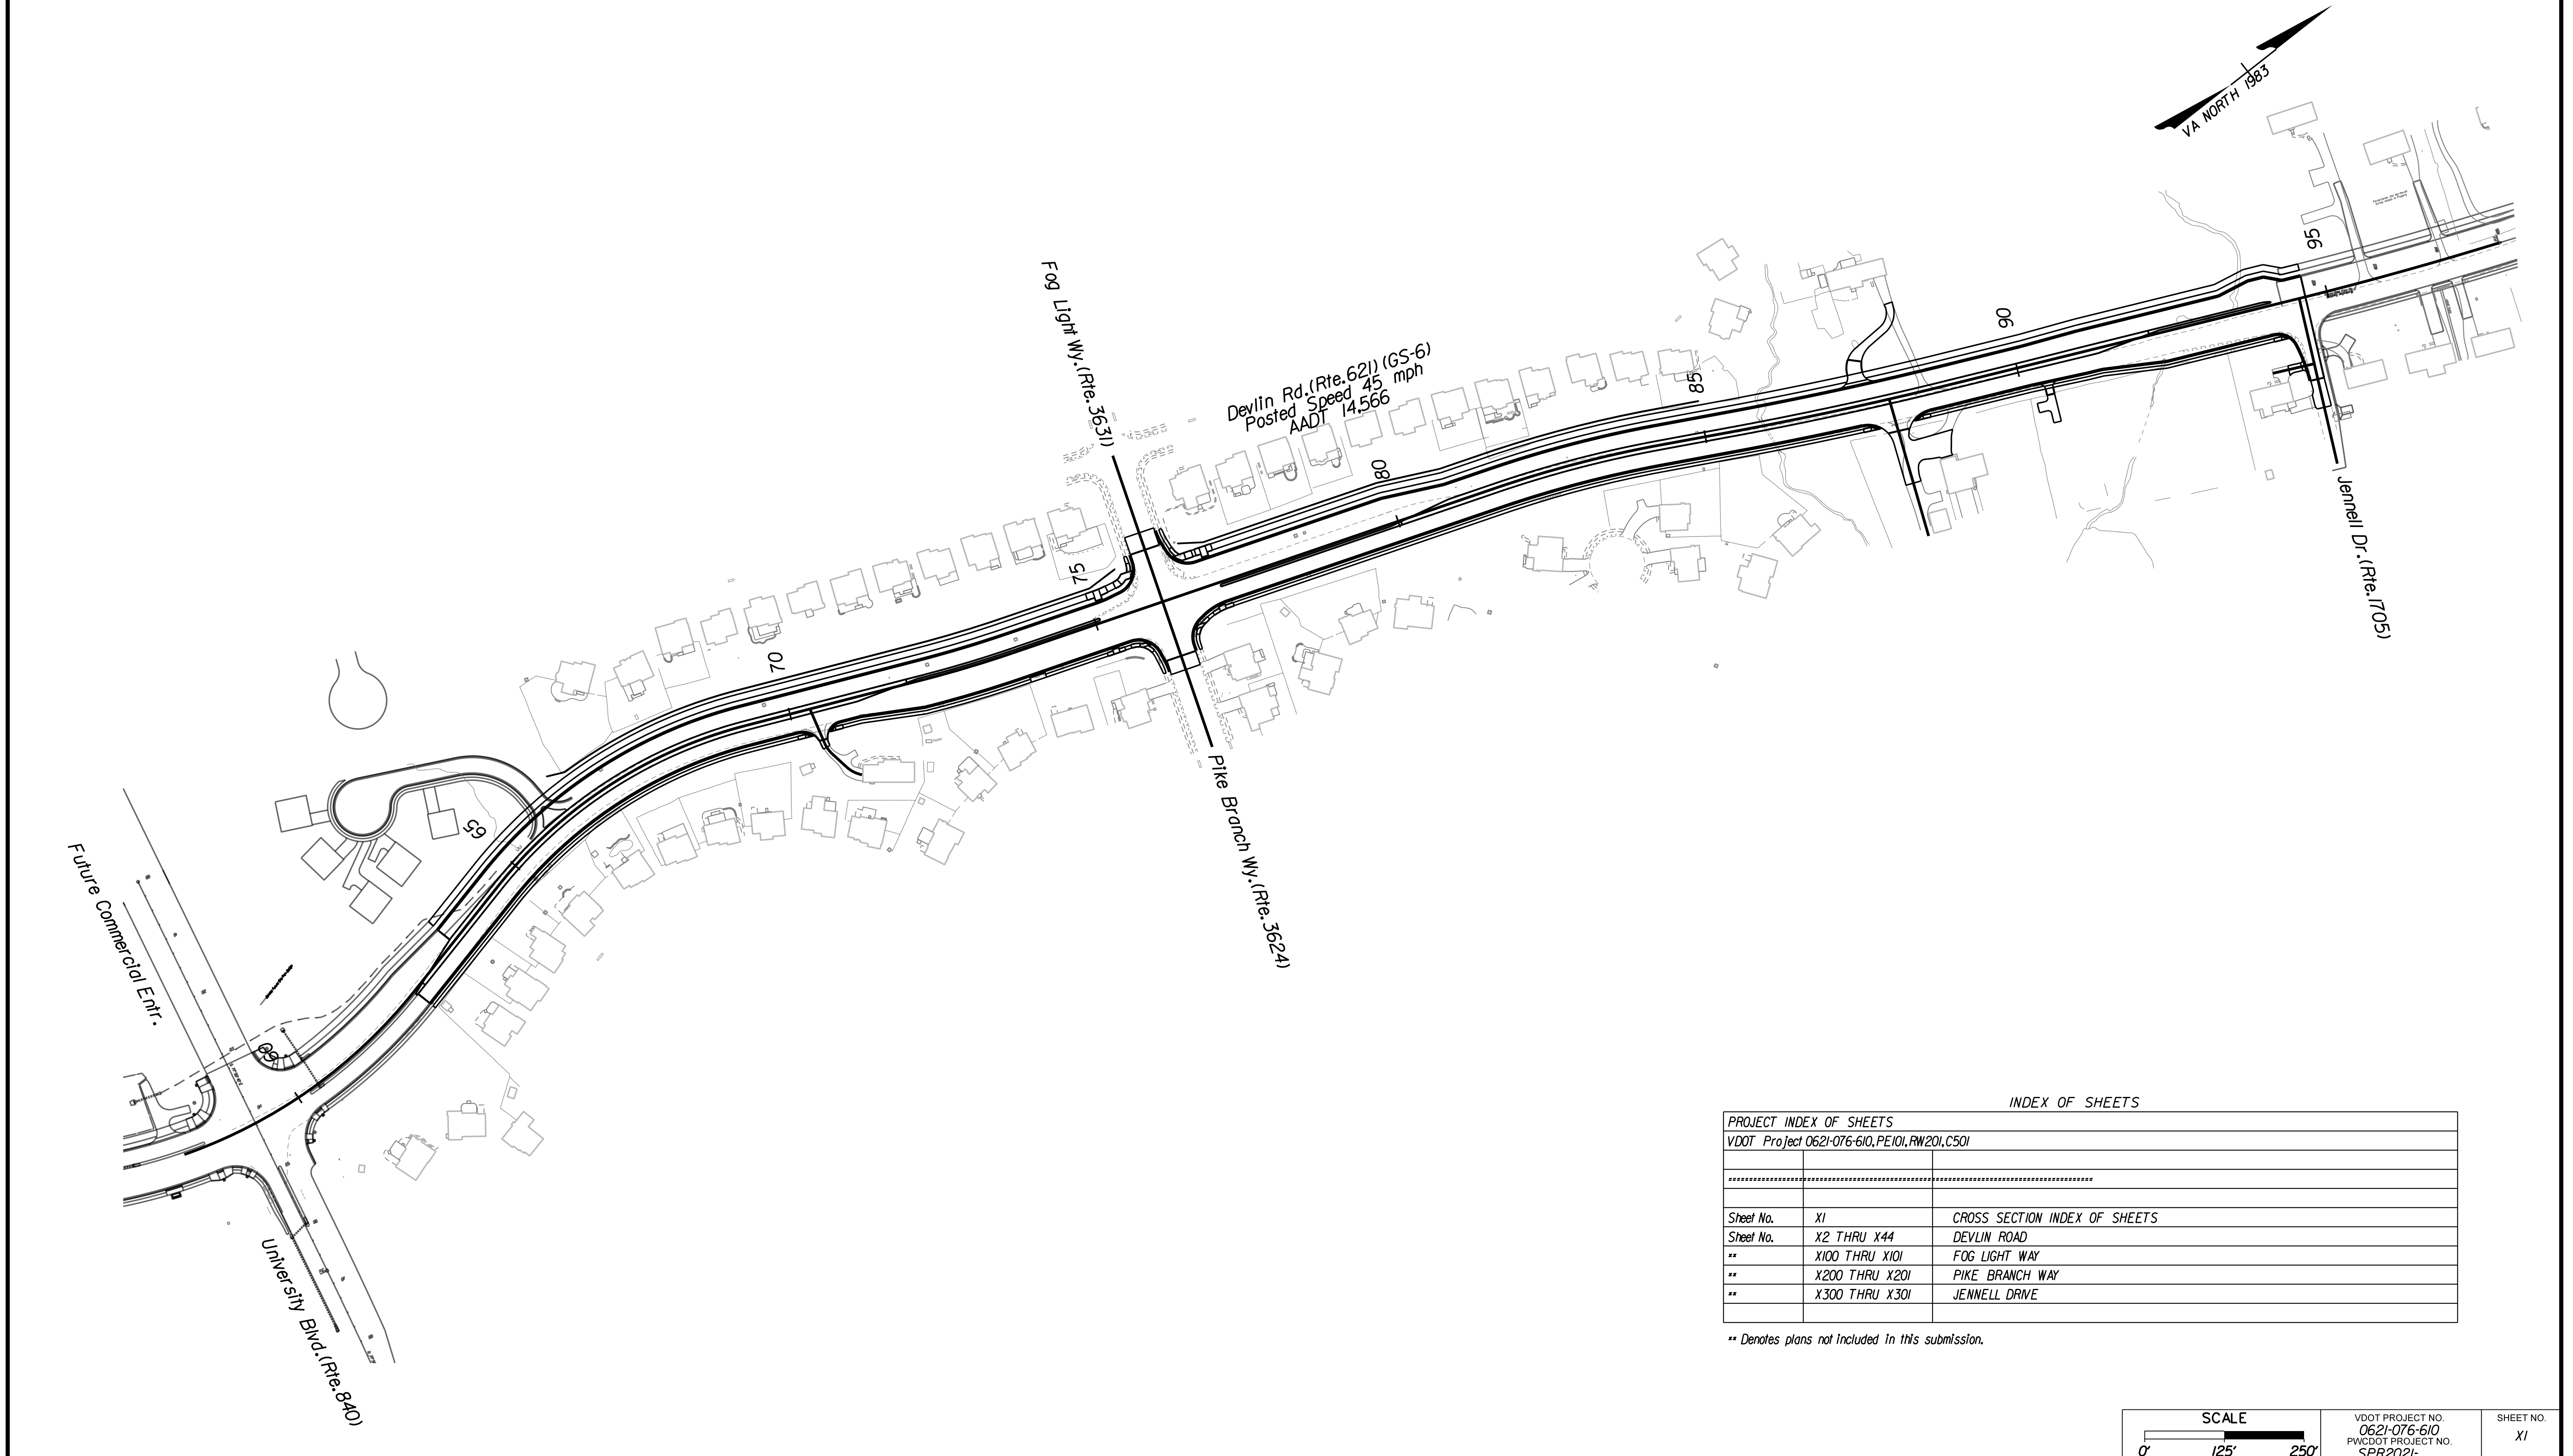 VA NORTH 1983
95
Fog Light Wy.(Rte.3631)
Devlin Rd.(Rte.621) (GS-6)
Posted Speed 45 mph
AADT 14,566
90
85
80
75
Jennell Dr.(Rte.1705)
70
65
Pike Branch Wy.(Rte.3624)
Future Commercial Entr.
60
University Blvd.(Rte.840)
INDEX OF SHEETS
PROJECT INDEX OF SHEETS
VDOT Project 0621-076-610, PE101, RW201, C501
Sheet No. X1 CROSS SECTION INDEX OF SHEETS
Sheet No. X2 THRU X44 DEVLIN ROAD
** X100 THRU X101 FOG LIGHT WAY
** X200 THRU X201 PIKE BRANCH WAY
** X300 THRU X301 JENNELL DRIVE
** Denotes plans not included in this submission.
SCALE
0' 125' 250'
VDOT PROJECT NO.
0621-076-610
PWCDOT PROJECT NO.
SPR2021-
SHEET NO.
X1